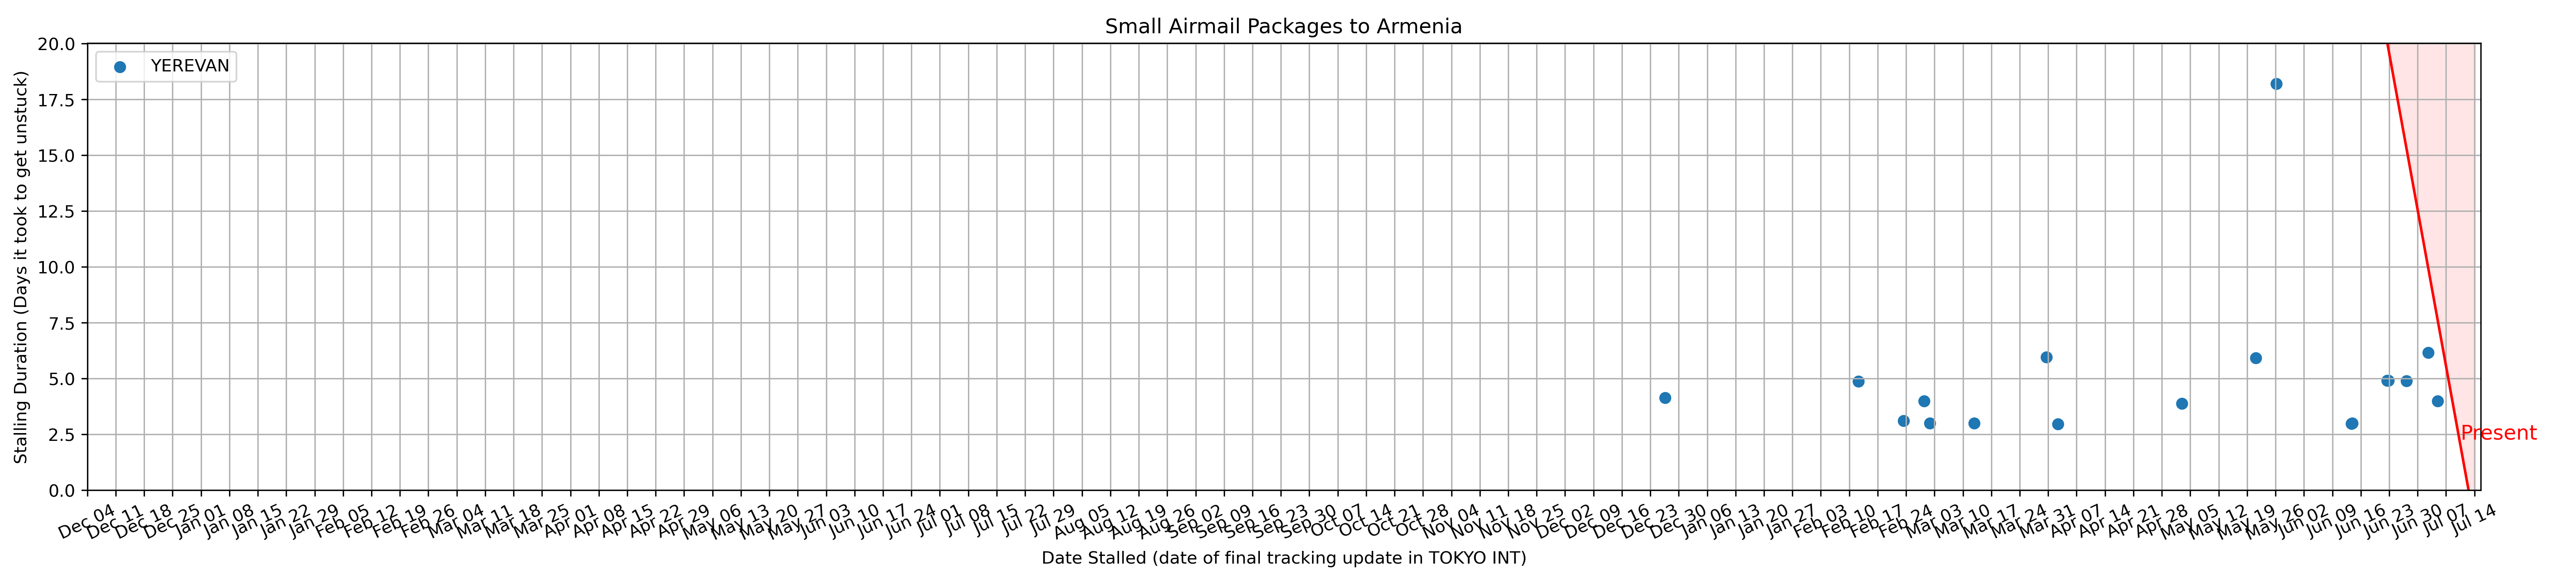 Small Airmail Packages to Armenia
YEREVAN
Stalling Duration (Days it took to get unstuck)
20.0
17.5
15.0
12.5
10.0
7.5
5.0
2.5
0.0
Present
Dec 04 Dec 11 Dec 18 Dec 25 Jan 01 Jan 08 Jan 15 Jan 22 Jan 29 Feb 05 Feb 12 Feb 19 Feb 26 Mar 04 Mar 11 Mar 18 Mar 25 Apr 01 Apr 08 Apr 15 Apr 22 Apr 29 May 06 May 13 May 20 May 27 Jun 03 Jun 10 Jun 17 Jun 24 Jul 01 Jul 08 Jul 15 Jul 22 Jul 29 Aug 05 Aug 12 Aug 19 Aug 26 Sep 02 Sep 09 Sep 16 Sep 23 Sep 30 Oct 07 Oct 14 Oct 21 Oct 28 Nov 04 Nov 11 Nov 18 Nov 25 Dec 02 Dec 09 Dec 16 Dec 23 Dec 30 Jan 06 Jan 13 Jan 20 Jan 27 Feb 03 Feb 10 Feb 17 Feb 24 Mar 03 Mar 10 Mar 17 Mar 24 Mar 31 Apr 07 Apr 14 Apr 21 Apr 28 May 05 May 12 May 19 May 26 Jun 02 Jun 09 Jun 16 Jun 23 Jun 30 Jul 07 Jul 14
Date Stalled (date of final tracking update in TOKYO INT)